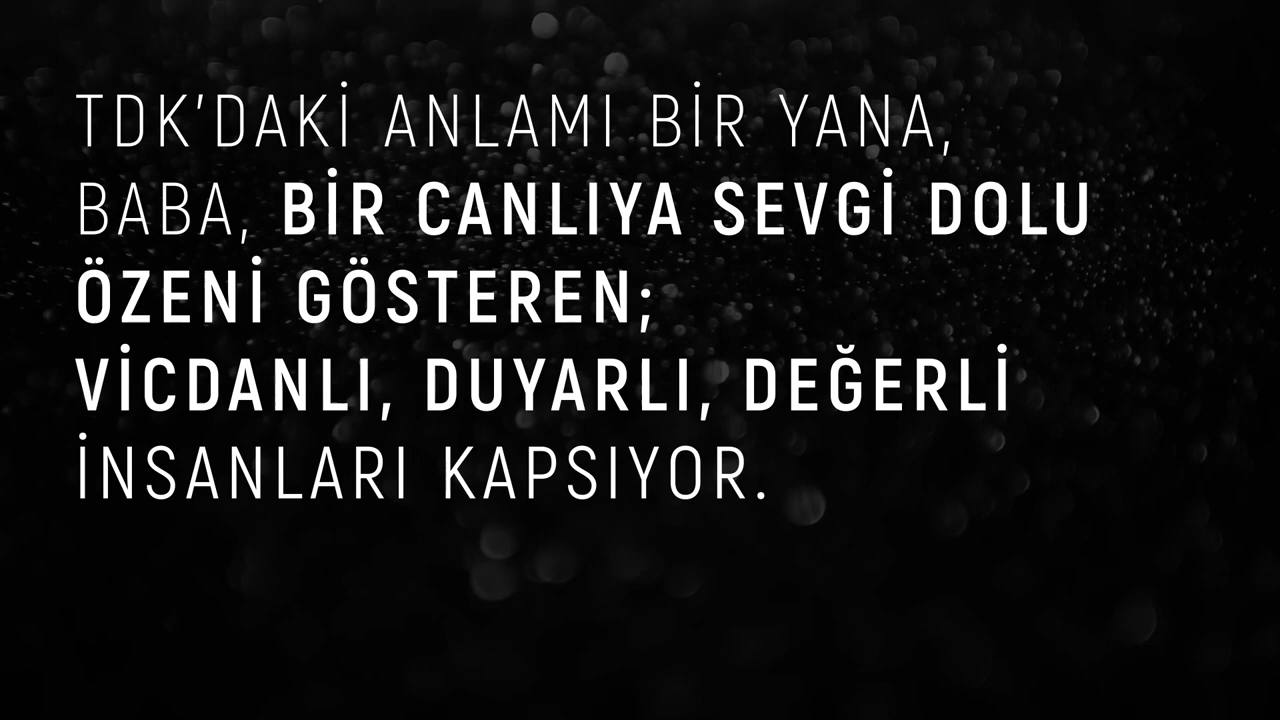 TDK'DAKİ ANLAMI BİR YANA,
BABA, BİR CANLIYA SEVGİ DOLU
ÖZENİ GÖSTEREN;
VİCDANLI, DUYARLI, DEĞERLİ
İNSANLARI KAPSIYOR.